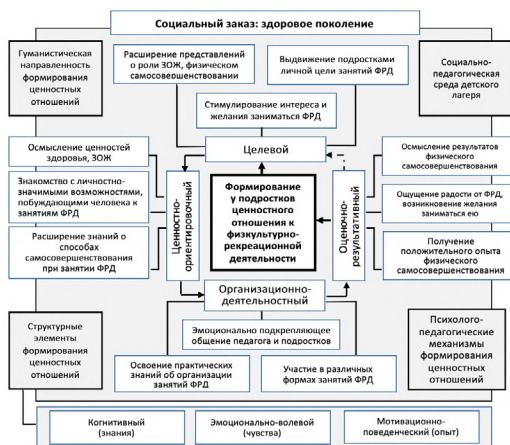 Социальный заказ: здоровое поколение
Гуманистическая
направленность
формирования
ценностных
отношений
Расширение представлений
о роли ЗОЖ, физическом
самосовершенствовании
Выдвижение подростками
личной цели занятий ФРД
Социально-
педагогическая
среда детского
лагеря
Стимулирование интереса и
желания заниматься ФРД
Целевой
Осмысление ценностей
здоровья, ЗОЖ
Знакомство с личностно-
значимыми возможностями,
побуждающими человека к
занятиям ФРД
Расширение знаний о
способах
самосовершенствования
при занятии ФРД
Ценностно-
ориентировочный
Формирование
у подростков
ценностного
отношения к
физкультурно-
рекреационной
деятельности
Оценочно-
результативный
Осмысление результатов
физического
самосовершенствования
Ощущение радости от ФРД,
возникновение желания
заниматься ею
Получение
положительного опыта
физического
самосовершенствования
Организационно-
деятельностный
Эмоционально подкрепляющее
общение педагога и подростков
Освоение практических
знаний об организации
занятий ФРД
Участие в различных
формах занятий ФРД
Структурные
элементы
формирования
ценностных
отношений
Психолого-
педагогические
механизмы
формирования
ценностных
отношений
Когнитивный
(знания)
Эмоционально-волевой
(чувства)
Мотивационно-
поведенческий (опыт)